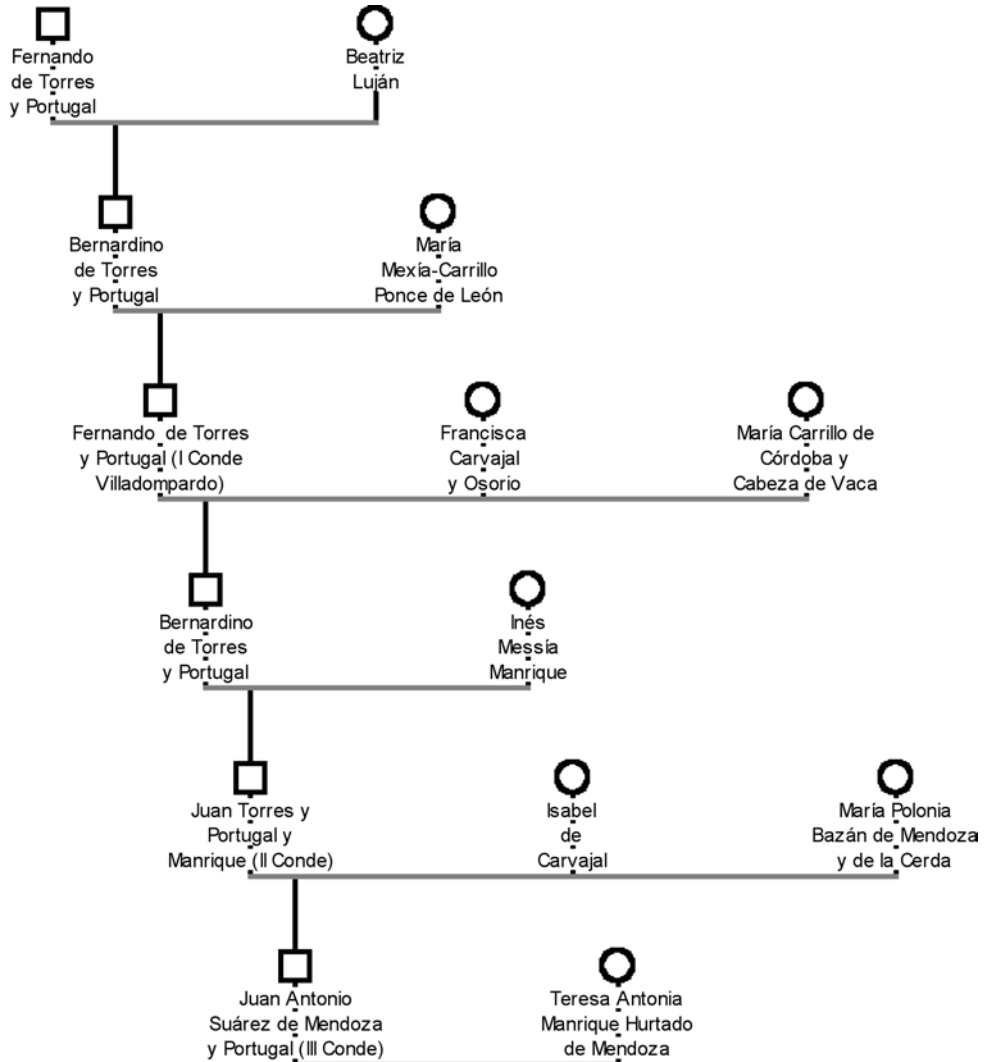 Fernando
de Torres
y Portugal
Beatriz
Luján
Bernardino
de Torres
y Portugal
María
Mexía-Carrillo
Ponce de León
Fernando de Torres
y Portugal (I Conde
Villadompardo)
Francisca
Carvajal
y Osorio
María Carrillo de
Córdoba y
Cabeza de Vaca
Bernardino
de Torres
y Portugal
Inés
Messía
Manrique
Juan Torres y
Portugal y
Manrique (II Conde)
Isabel
de
Carvajal
María Polonia
Bazán de Mendoza
y de la Cerda
Juan Antonio
Suárez de Mendoza
y Portugal (III Conde)
Teresa Antonia
Manrique Hurtado
de Mendoza